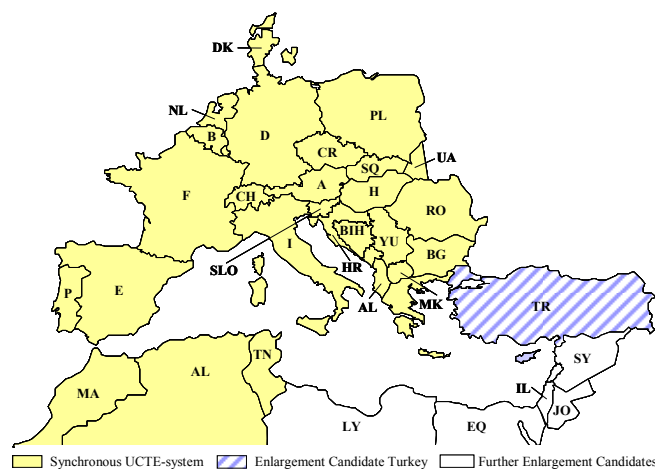 DK
NL
PL
B
D
UA
CR
SQ
F
CH
A
H
RO
SLO
I
BIH
YU
BG
HR
P
E
AL
MK
TR
TN
SY
MA
AL
IL
JO
LY
EQ
Synchronous UCTE-system
Enlargement Candidate Turkey
Further Enlargement Candidates